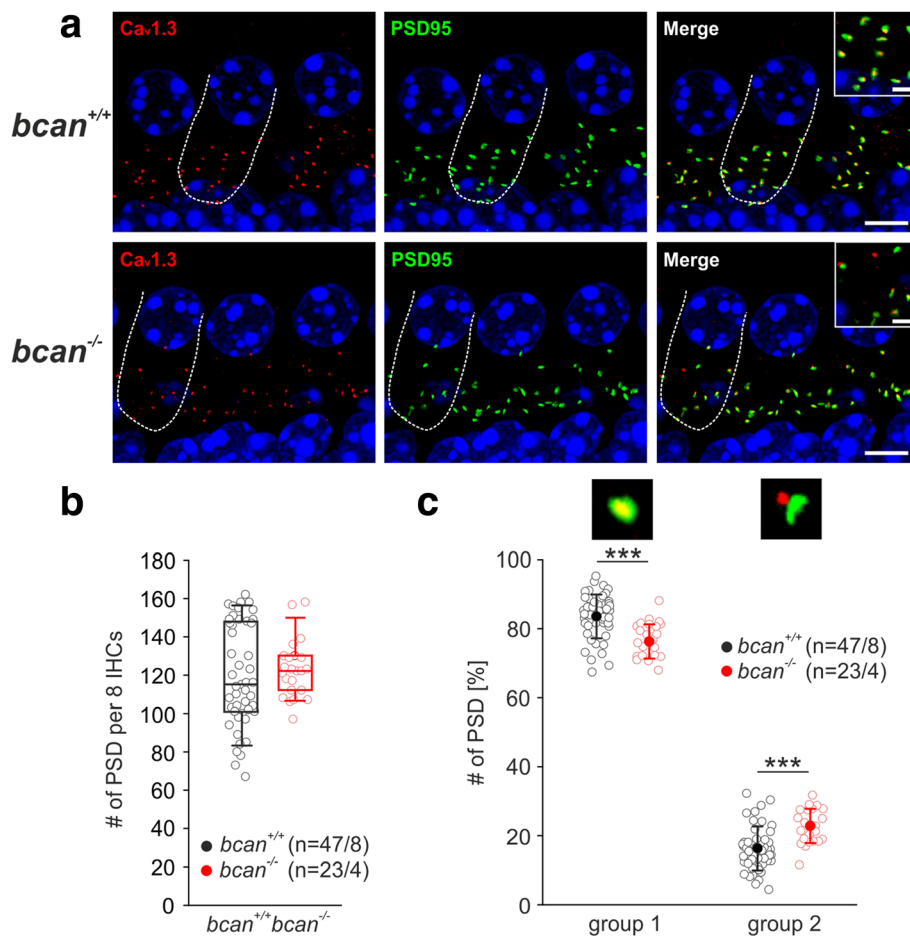 a
Cav1.3 PSD95 Merge
bcan+/+
Cav1.3 PSD95 Merge
bcan-/-
b
# of PSD per 8 IHCs
180
160
140
120
100
80
60
40
20
0
bcan+/+ (n=47/8)
bcan-/- (n=23/4)
bcan+/+ bcan-/-
c
# of PSD [%]
100
80
60
40
20
0
***
***
bcan+/+ (n=47/8)
bcan-/- (n=23/4)
group 1 group 2